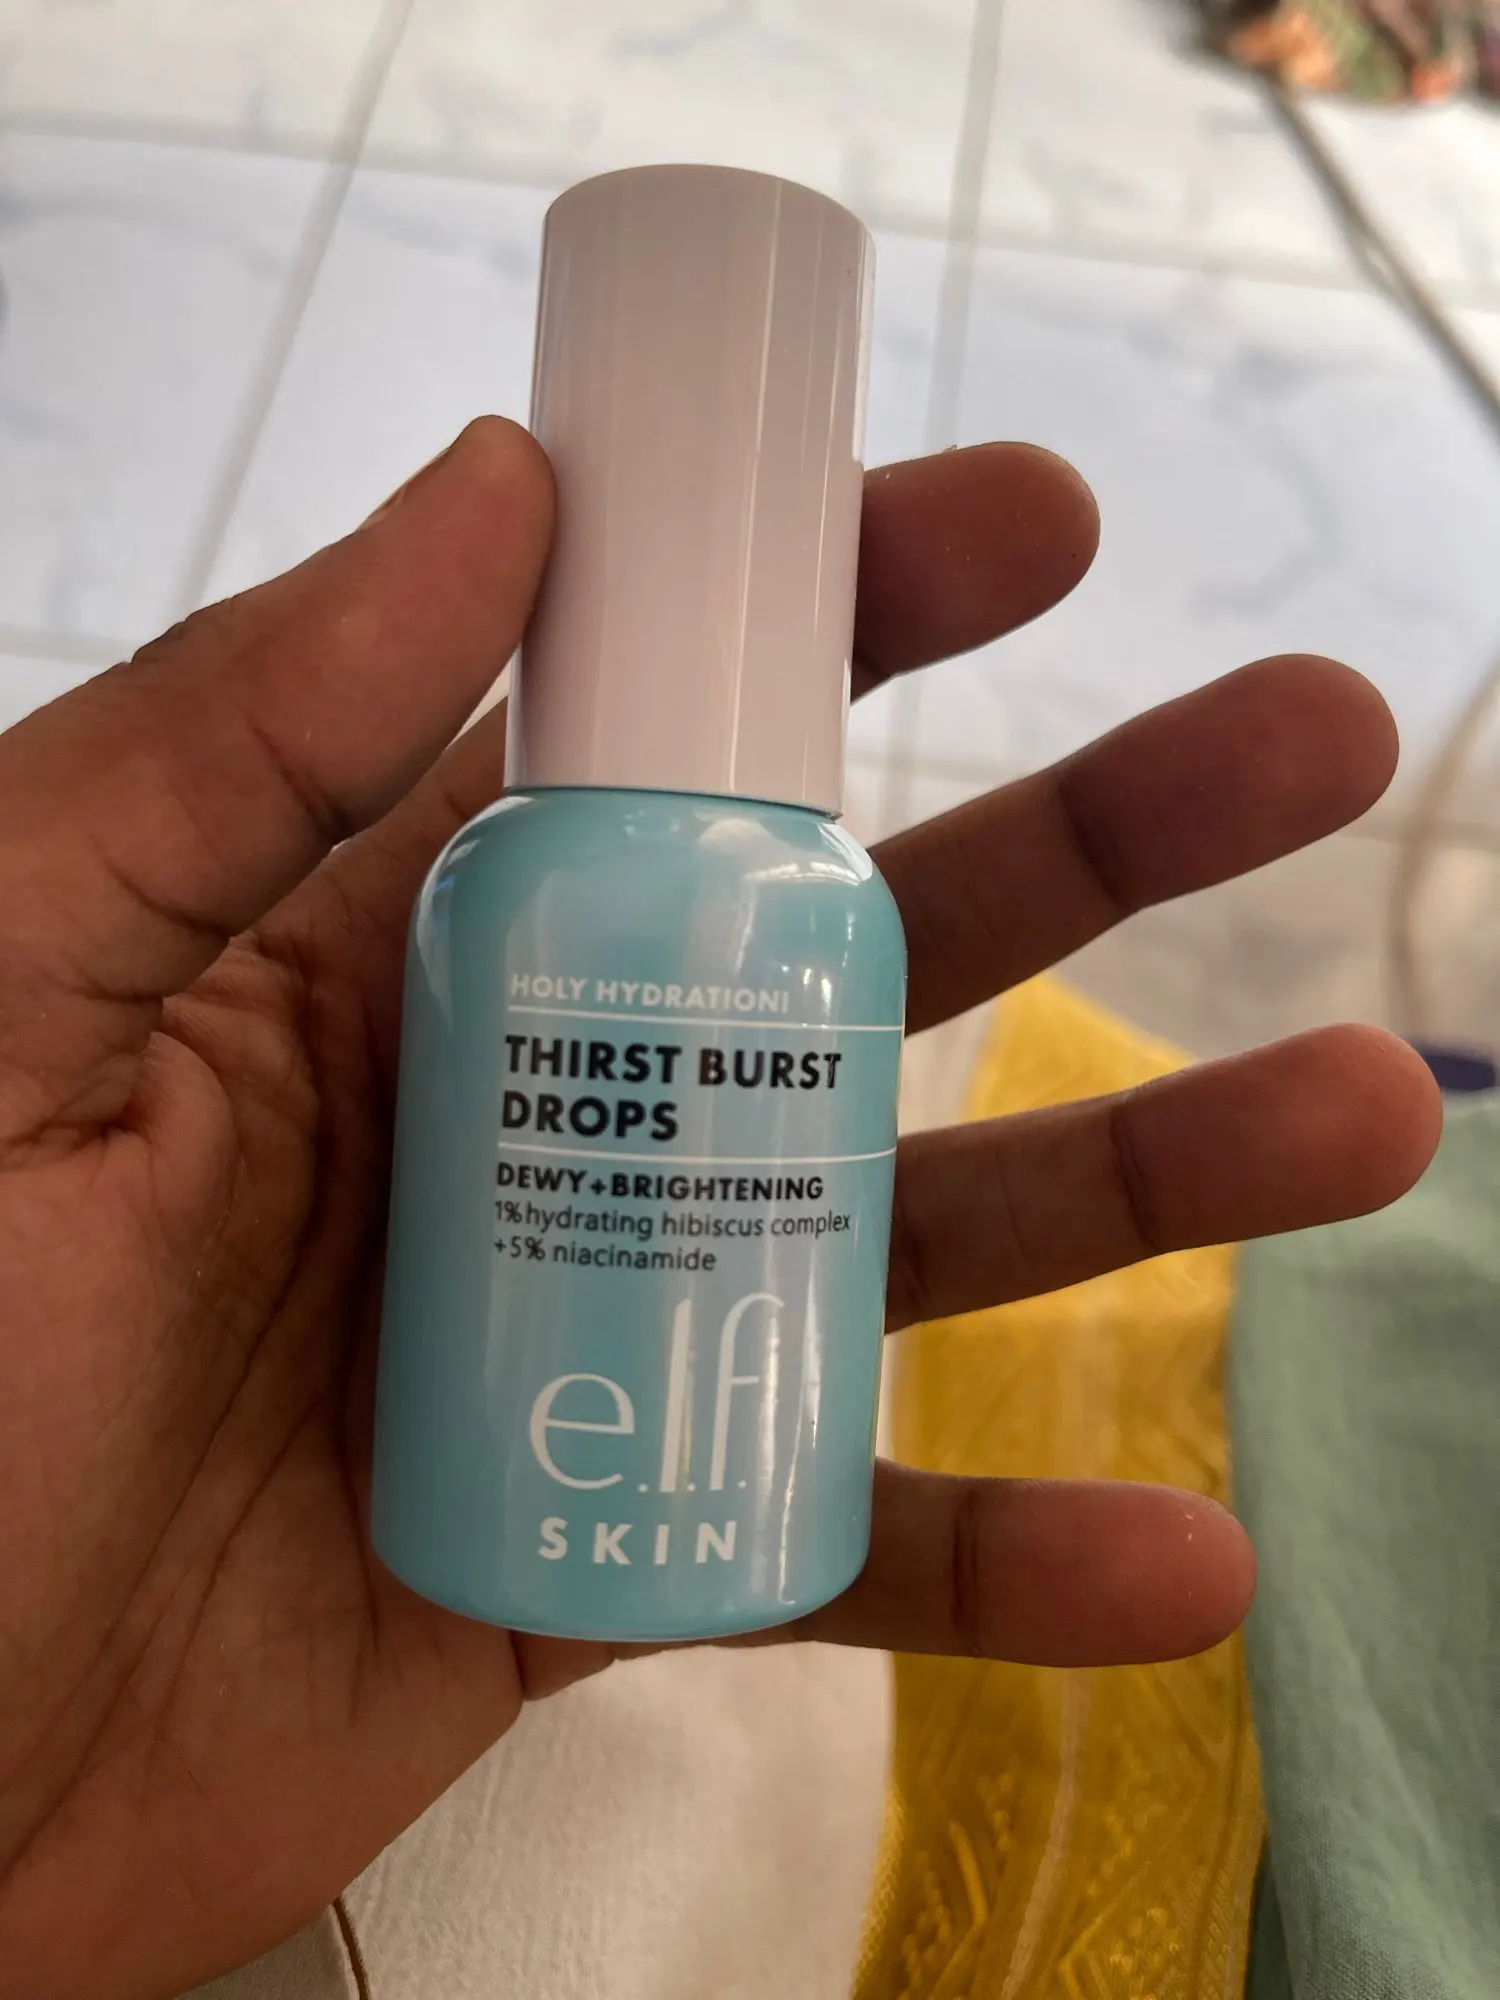 HOLY HYDRATION!
THIRST BURST
DROPS
DEWY+BRIGHTENING
1% hydrating hibiscus complex
+5% niacinamide
e.l.f.
SKIN